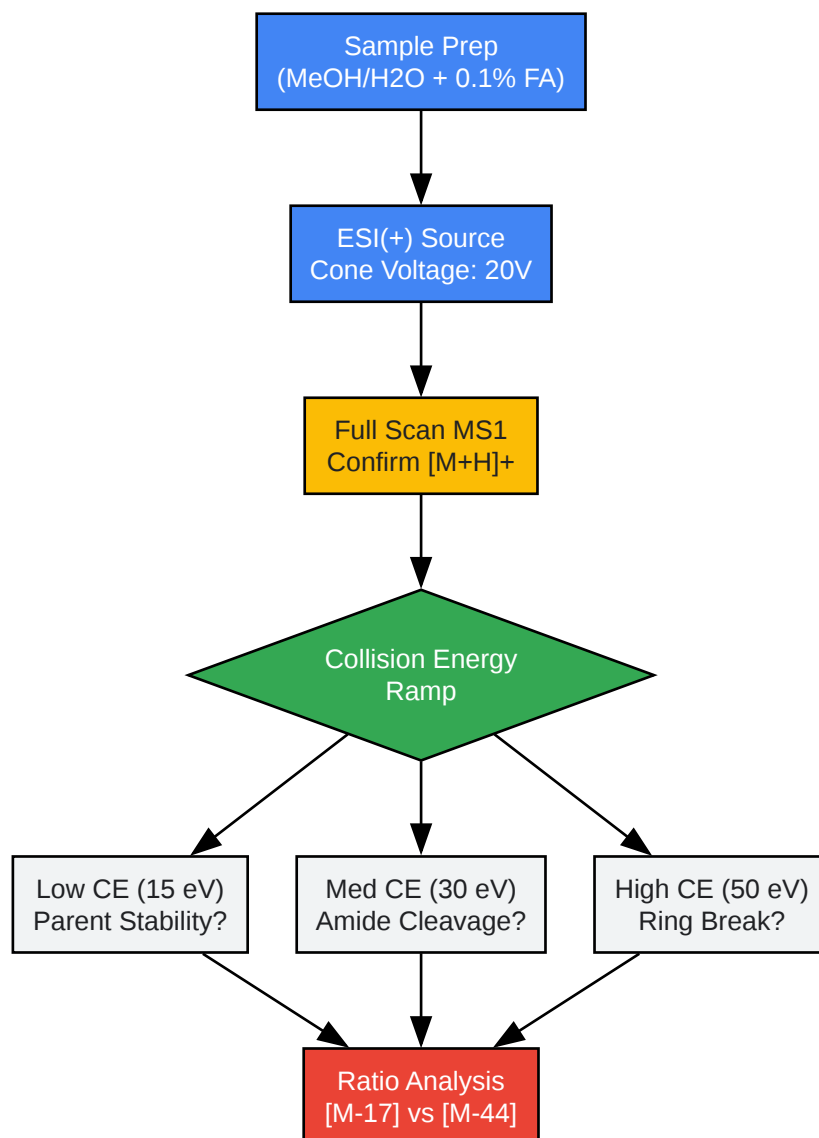 Sample Prep
(MeOH/H2O + 0.1% FA)
ESI(+) Source
Cone Voltage: 20V
Full Scan MS1
Confirm [M+H]+
Collision Energy
Ramp
Low CE (15 eV)
Parent Stability?
Med CE (30 eV)
Amide Cleavage?
High CE (50 eV)
Ring Break?
Ratio Analysis
[M-17] vs [M-44]